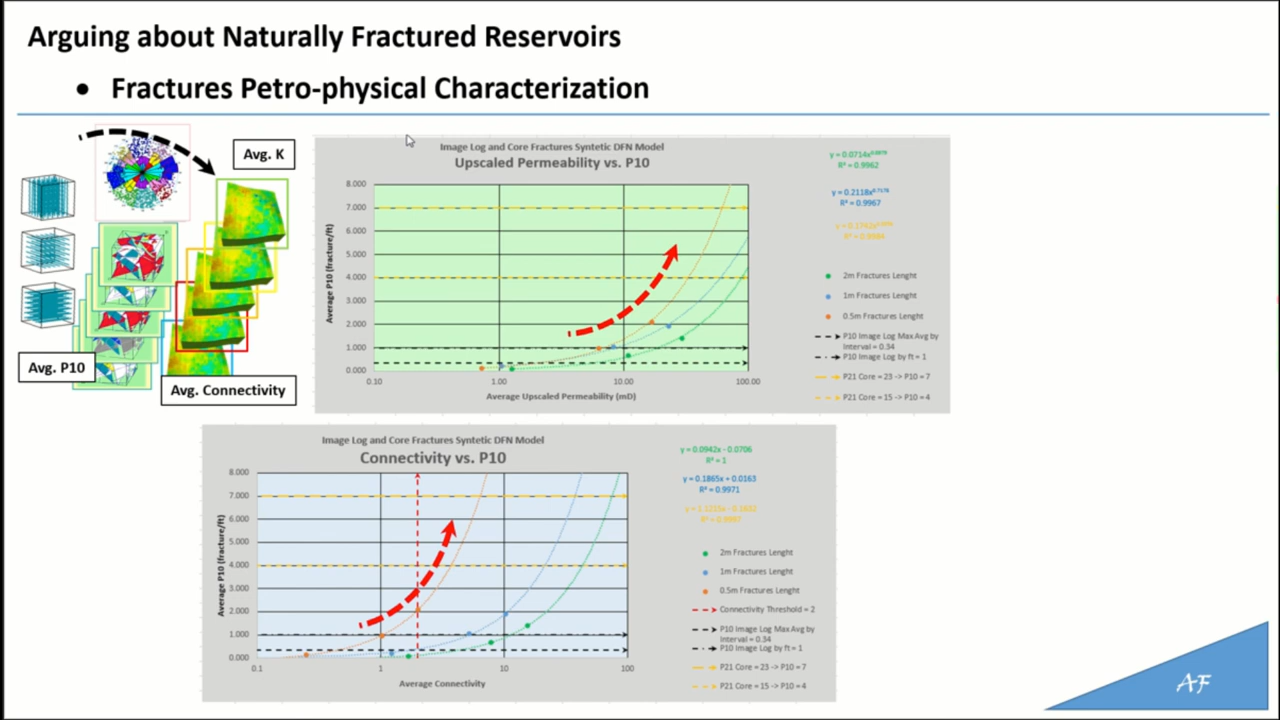 Arguing about Naturally Fractured Reservoirs
• Fractures Petro-physical Characterization
Avg. K
Avg. P10
Avg. Connectivity
Image Log and Core Fractures Syntetic DFN Model
Upscaled Permeability vs. P10
Average P10 (fracture/ft)
8.000
7.000
6.000
5.000
4.000
3.000
2.000
1.000
0.000
0.10
1.00
10.00
100.00
Average Upscaled Permeability (mD)
R² = 0.9962
R² = 0.9967
2m Fractures Lenght
1m Fractures Lenght
0.5m Fractures Lenght
P10 Image Log Max Avg by
Interval = 0.34
P10 Image Log by ft = 1
P21 Core = 23 -> P10 = 7
P21 Core = 15 -> P10 = 4
Image Log and Core Fractures Syntetic DFN Model
Connectivity vs. P10
Average P10 (fracture/ft)
8.000
7.000
6.000
5.000
4.000
3.000
2.000
1.000
0.000
0.1
1
10
100
Average Connectivity
y = 0.0942x - 0.0706
R² = 1
y = 0.1865x + 0.0163
R² = 0.9971
2m Fractures Lenght
1m Fractures Lenght
0.5m Fractures Lenght
Connectivity Threshold = 2
P10 Image Log Max Avg by
Interval = 0.34
P10 Image Log by ft = 1
P21 Core = 23 -> P10 = 7
P21 Core = 15 -> P10 = 4
AF